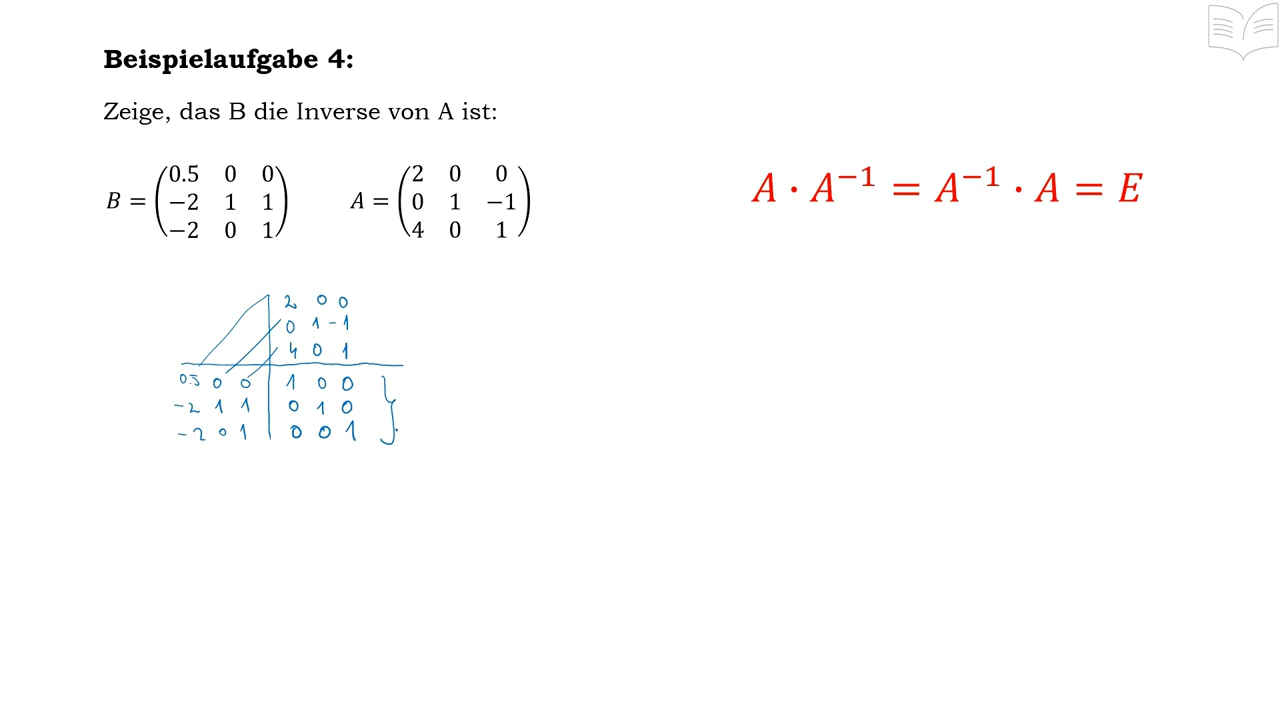 Beispielaufgabe 4:
Zeige, das B die Inverse von A ist:
B = (0.5 0 0
−2 1 1
−2 0 1)
A = (2 0 0
0 1 −1
4 0 1)
A · A⁻¹ = A⁻¹ · A = E
2 0 0
0 1 -1
4 0 1
0.5 0 0 1 0 0
-2 1 1 0 1 0
-2 0 1 0 0 1